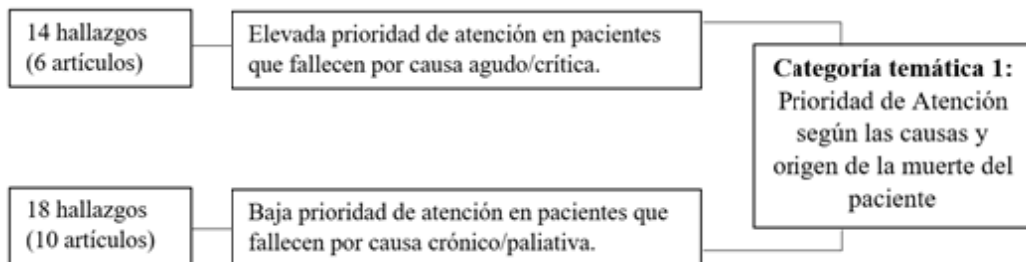 14 hallazgos
(6 artículos)
Elevada prioridad de atención en pacientes
que fallecen por causa agudo/crítica.
Categoría temática 1:
Prioridad de Atención
según las causas y
origen de la muerte del
paciente
18 hallazgos
(10 artículos)
Baja prioridad de atención en pacientes que
fallecen por causa crónico/paliativa.